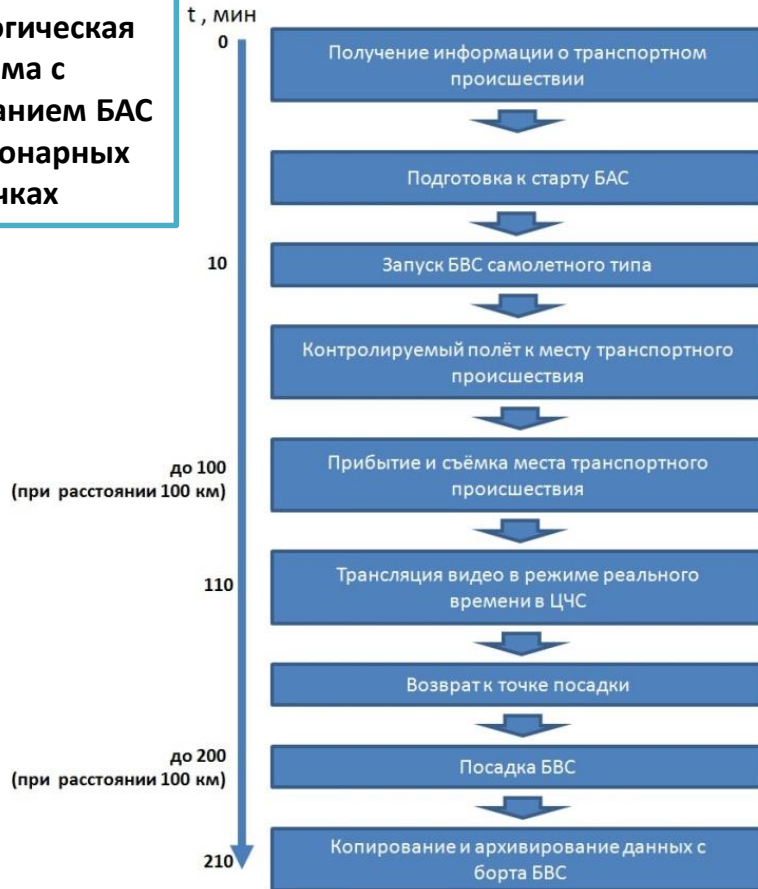 огическая
ма с
анием БАС
онарных
чках
t , мин
0
Получение информации о транспортном
происшествии
Подготовка к старту БАС
10
Запуск БВС самолетного типа
Контролируемый полёт к месту транспортного
происшествия
до 100
(при расстоянии 100 км)
Прибытие и съёмка места транспортного
происшествия
110
Трансляция видео в режиме реального
времени в ЦЧС
Возврат к точке посадки
до 200
(при расстоянии 100 км)
Посадка БВС
210
Копирование и архивирование данных с
борта БВС